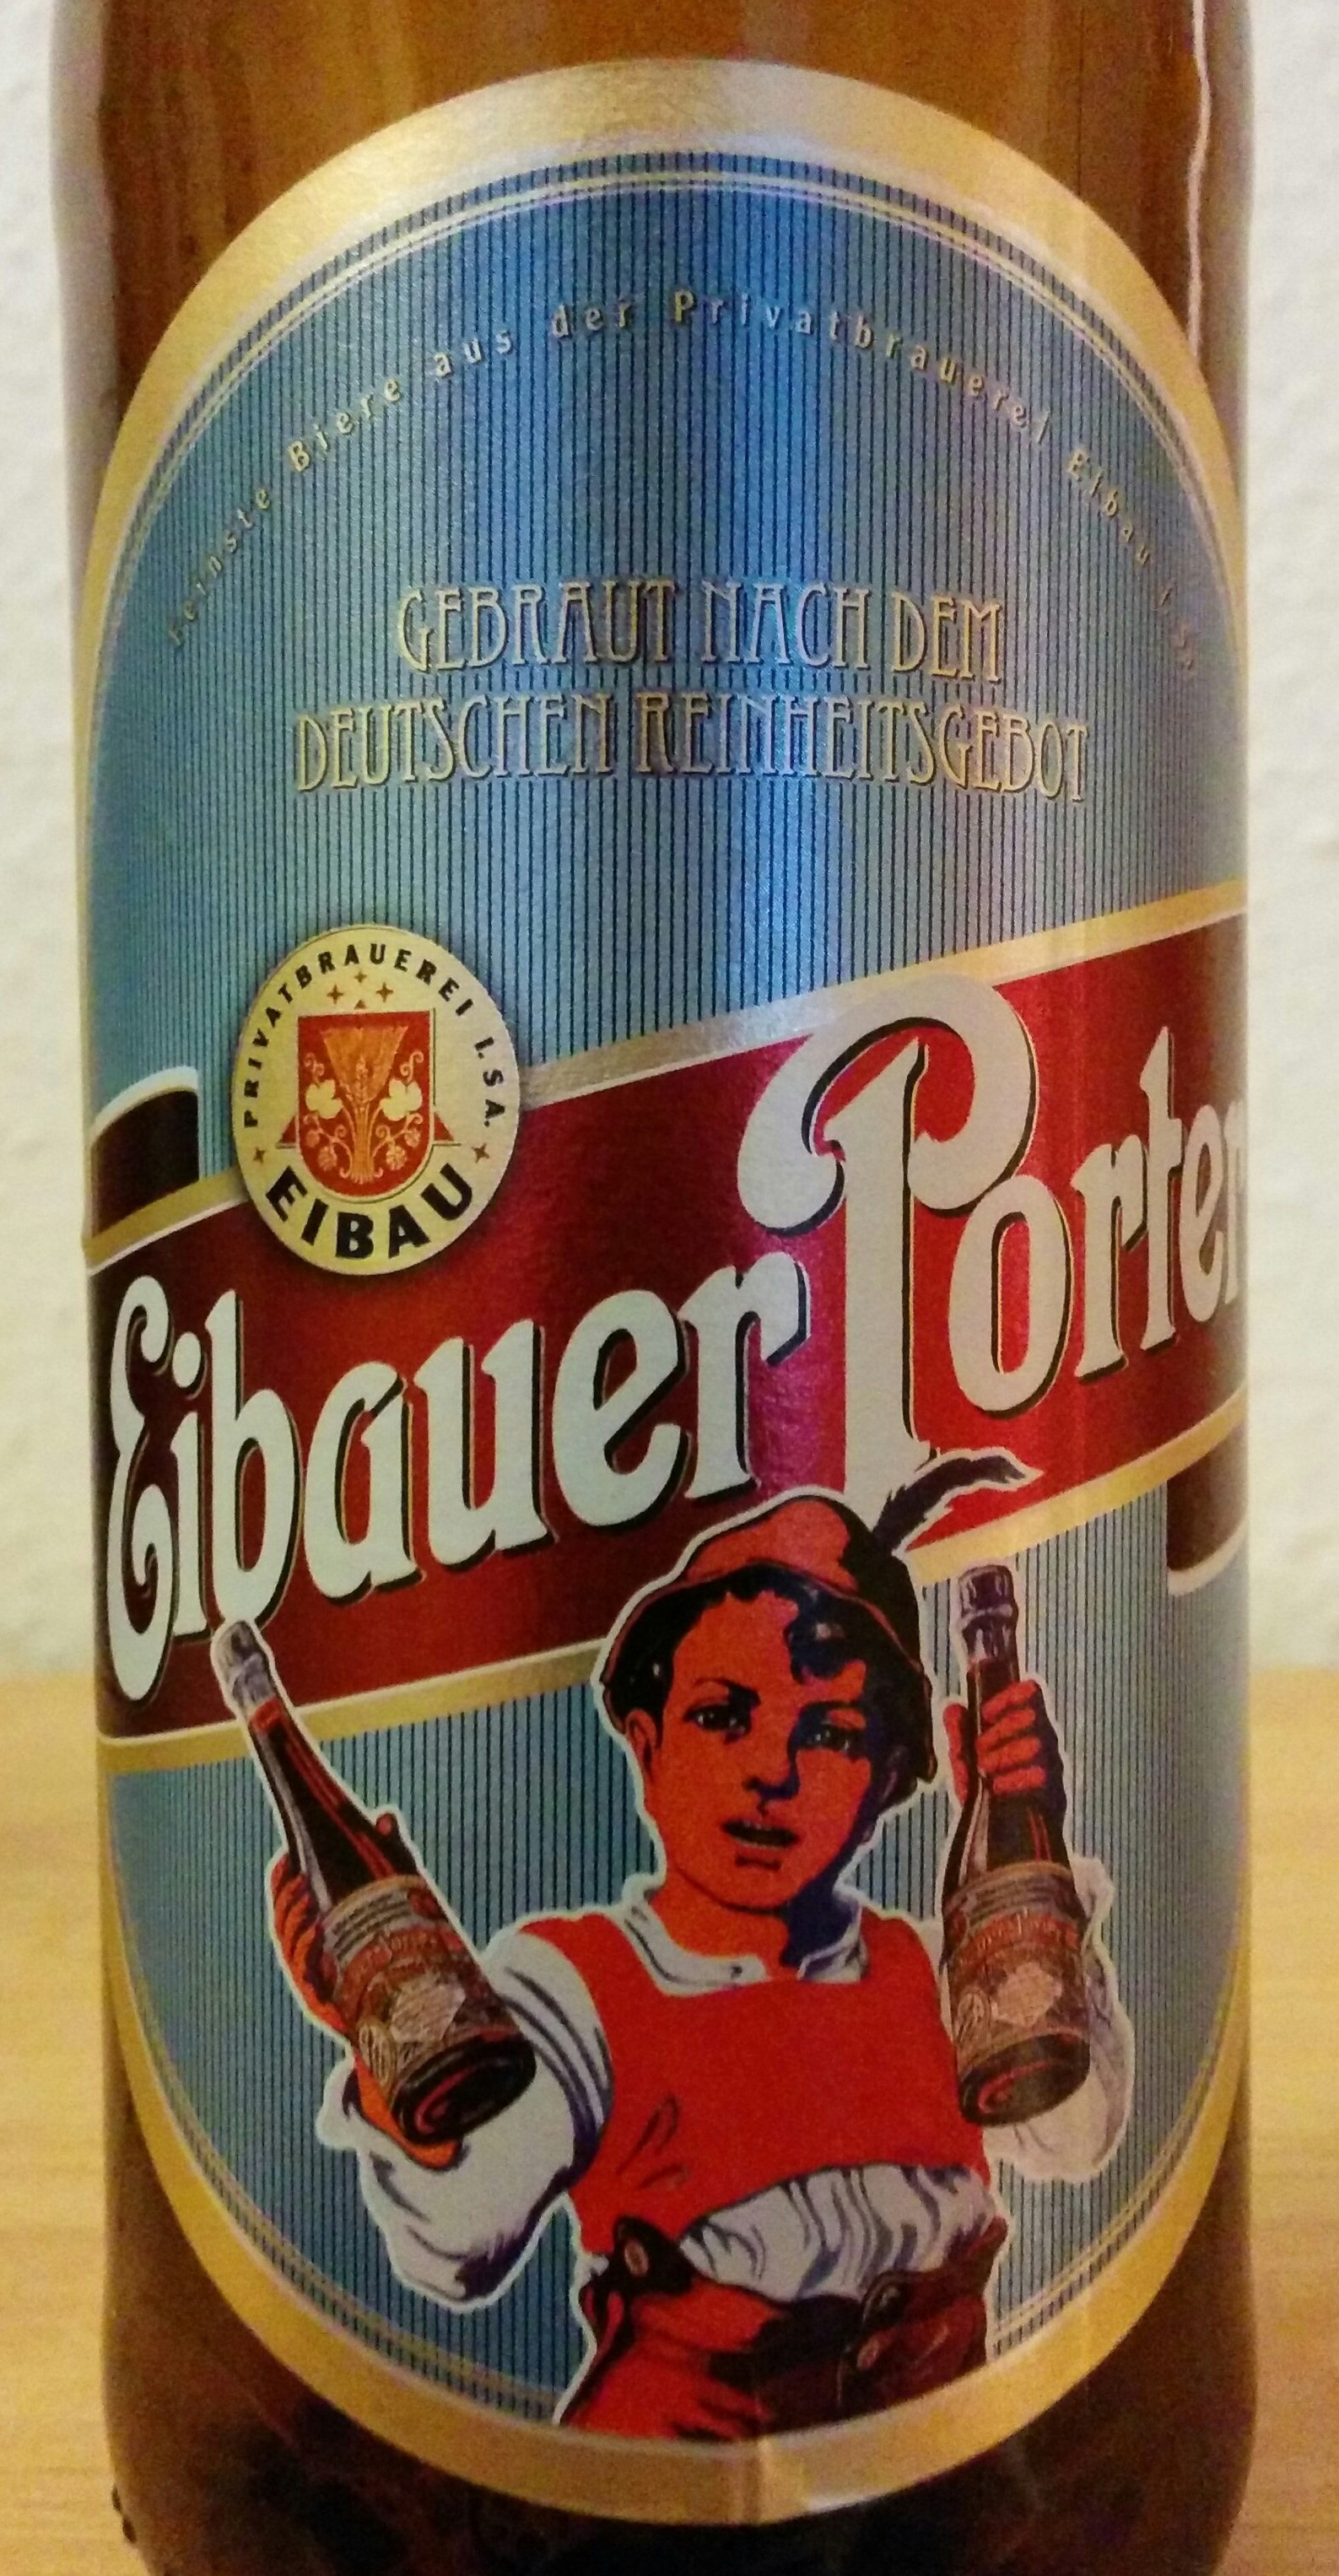 Feinste Biere aus der Privatbrauerei Eibau i. Sa.
GEBRAUT NACH DEM
DEUTSCHEN REINHEITSGEBOT
PRIVATBRAUEREI I. SA.
EIBAU
Eibauer Porter